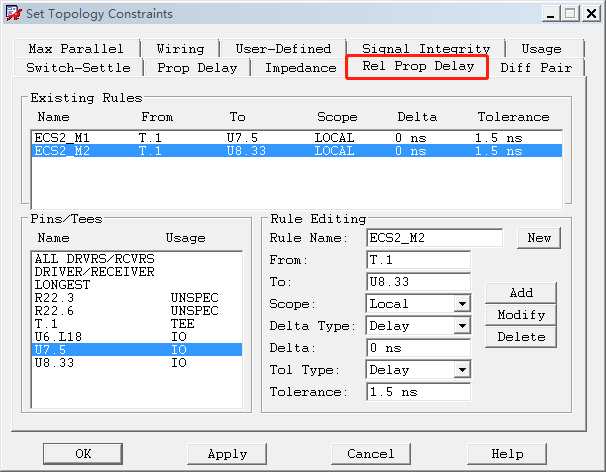 Set Topology Constraints
Max Parallel Wiring User-Defined Signal Integrity Usage
Switch-Settle Prop Delay Impedance Rel Prop Delay Diff Pair
Existing Rules
Name From To Scope Delta Tolerance
ECS2_M1 T.1 U7.5 LOCAL 0 ns 1.5 ns
ECS2_M2 T.1 U8.33 LOCAL 0 ns 1.5 ns
Pins/Tees
Name Usage
ALL DRVRS/RCVRS
DRIVER/RECEIVER
LONGEST
R22.3 UNSPEC
R22.6 UNSPEC
T.1 TEE
U6.L18 IO
U7.5 IO
U8.33 IO
Rule Editing
Rule Name: ECS2_M2 New
From: T.1
To: U8.33
Scope: Local
Delta Type: Delay
Delta: 0 ns
Tol Type: Delay
Tolerance: 1.5 ns
Add
Modify
Delete
OK Apply Cancel Help